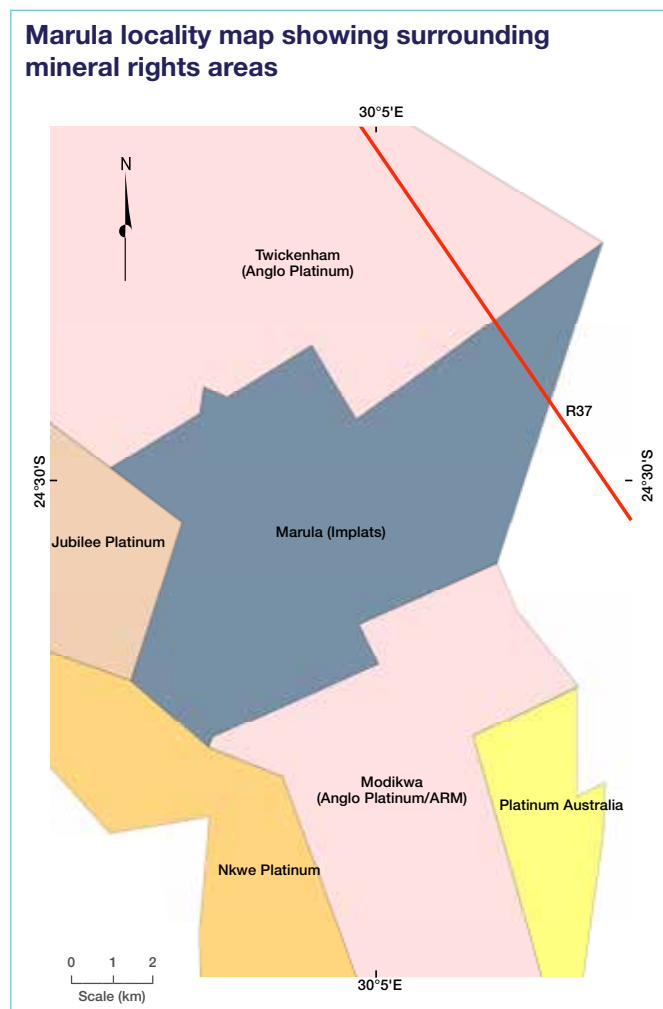 Marula locality map showing surrounding
mineral rights areas
30°5'E
N
Twickenham
(Anglo Platinum)
R37
24°30'S
24°30'S
Marula (Implats)
Jubilee Platinum
Modikwa
(Anglo Platinum/ARM)
Platinum Australia
Nkwe Platinum
0 1 2
Scale (km)
30°5'E